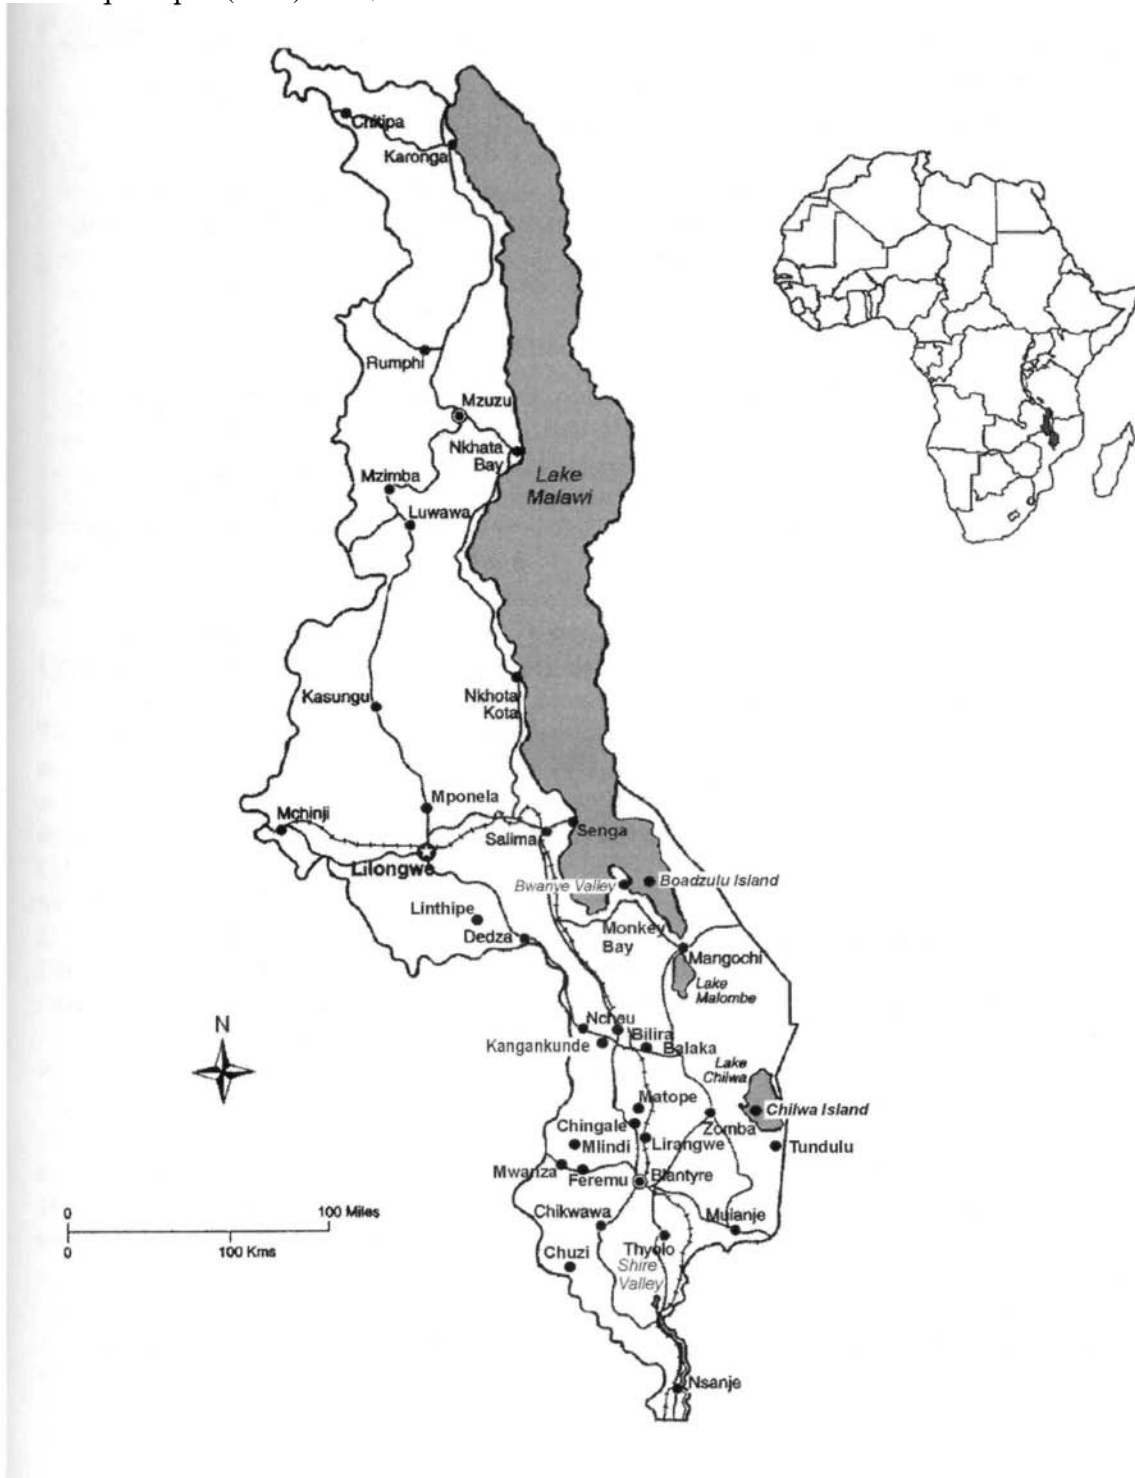 Chitipa
Karonga
Rumphi
Mzuzu
Nkhata
Bay
Lake
Malawi
Mzimba
Luwawa
Nkhota
Kota
Kasungu
Mponela
Mchinji
Salima
Senga
Lilongwe
Bwanye Valley
Boadzulu Island
Linthipe
Dedza
Monkey
Bay
Mangochi
Lake
Malombe
N
Ncheu
Bilira
Kangankunde
Balaka
Lake
Chilwa
Matope
Chilwa Island
Chingale
Zomba
Mlindi
Lirangwe
Tundulu
Mwanza
Feremu
Blantyre
Chikwawa
Mulanje
0
100 Miles
0
100 Kms
Chuzi
Thyolo
Shire
Valley
Nsanje